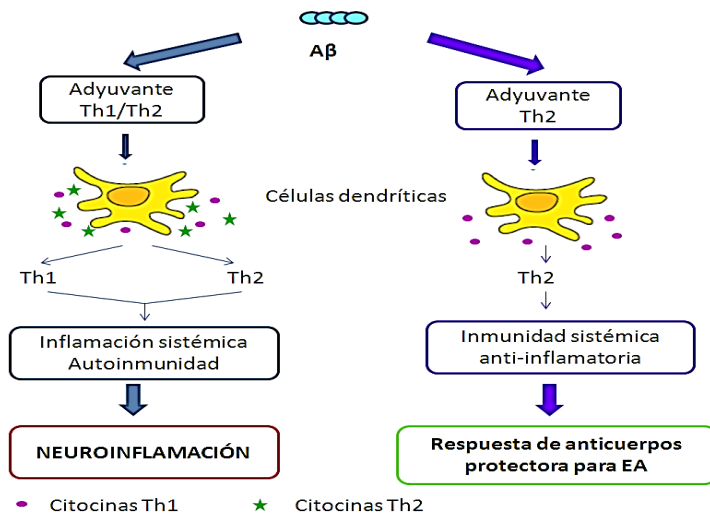 Aβ
Adyuvante
Th1/Th2
Adyuvante
Th2
Células dendríticas
Th1
Th2
Th2
Inflamación sistémica
Autoinmunidad
Inmunidad sistémica
anti-inflamatoria
NEUROINFLAMACIÓN
Respuesta de anticuerpos
protectora para EA
Citocinas Th1
Citocinas Th2